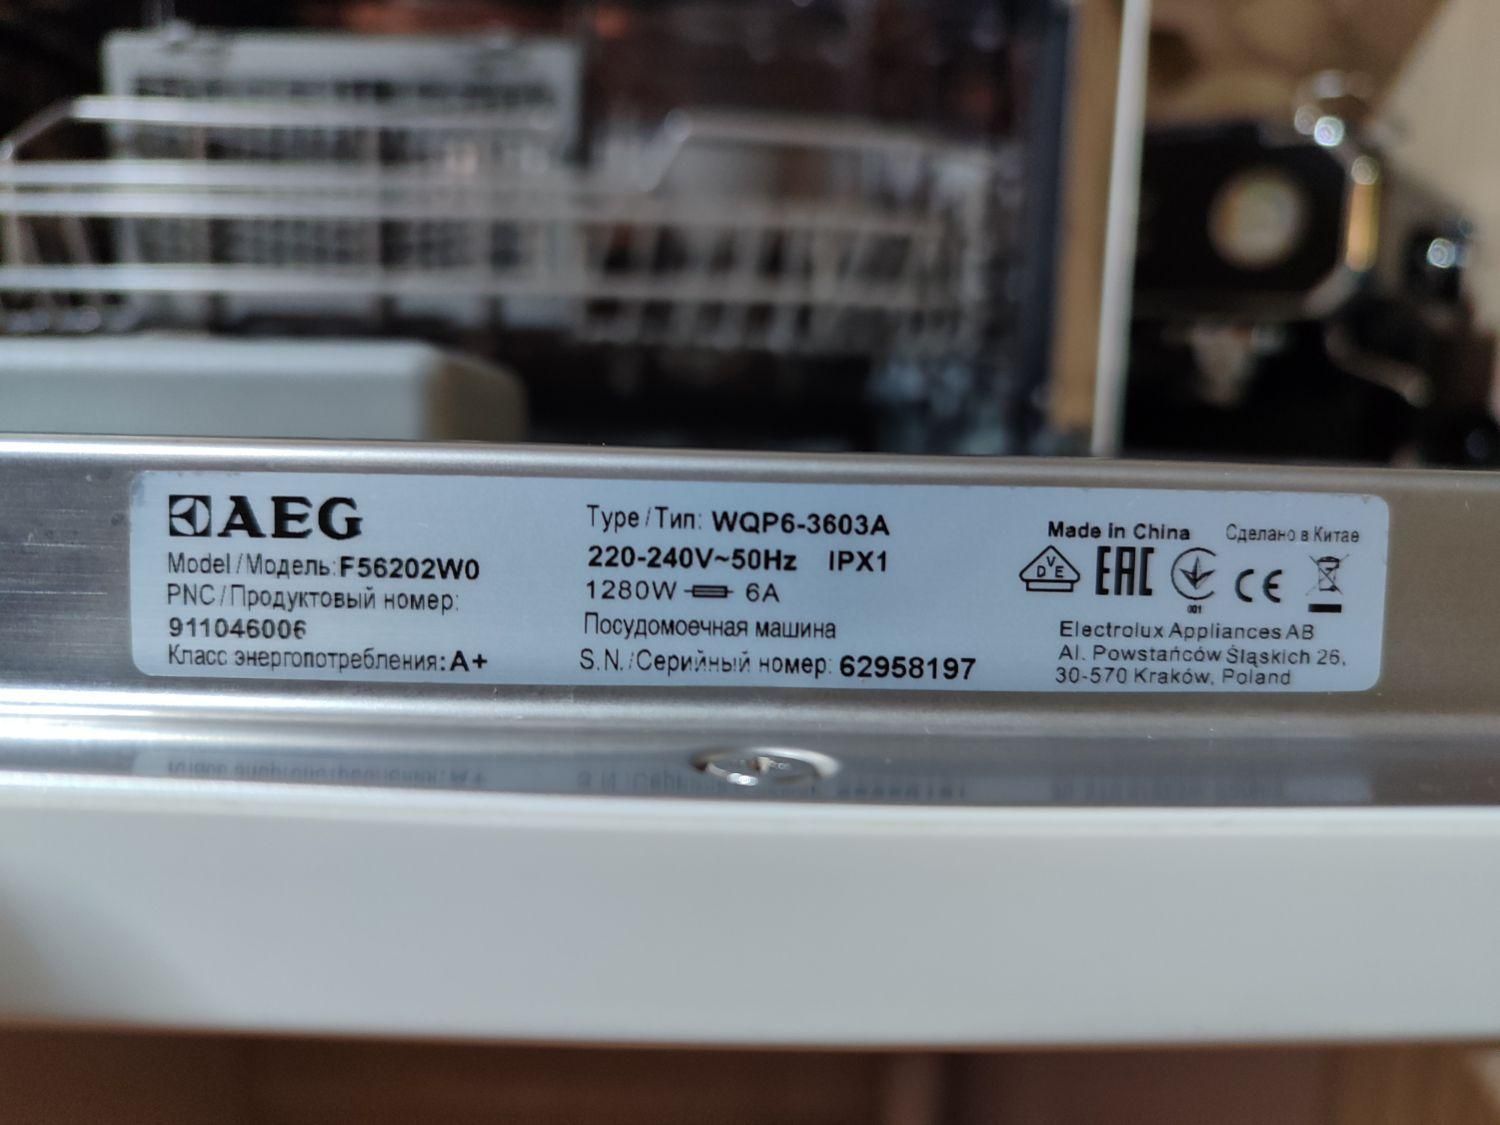 AEG
Model/Модель:F56202W0
PNC/Продуктовый номер:
911046006
Класс энергопотребления:A+
Type/Тип: WQP6-3603A
220-240V~50Hz IPX1
1280W 6A
Посудомоечная машина
S.N./Серийный номер: 62958197
Made in China Сделано в Китае
DVE EAC 001 CE
Electrolux Appliances AB
Al. Powstańców Śląskich 26,
30-570 Kraków, Poland